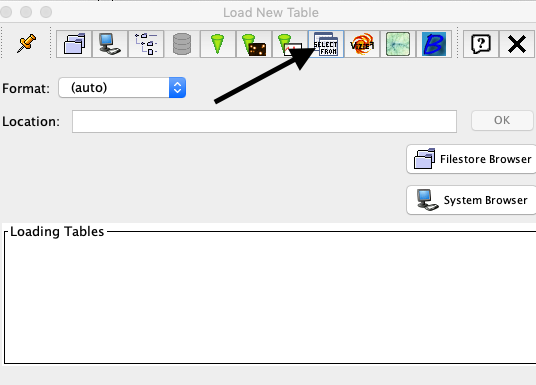 Load New Table
SELECT
FROM
VizieR
B
?
Format: (auto)
Location: OK
Filestore Browser
System Browser
Loading Tables